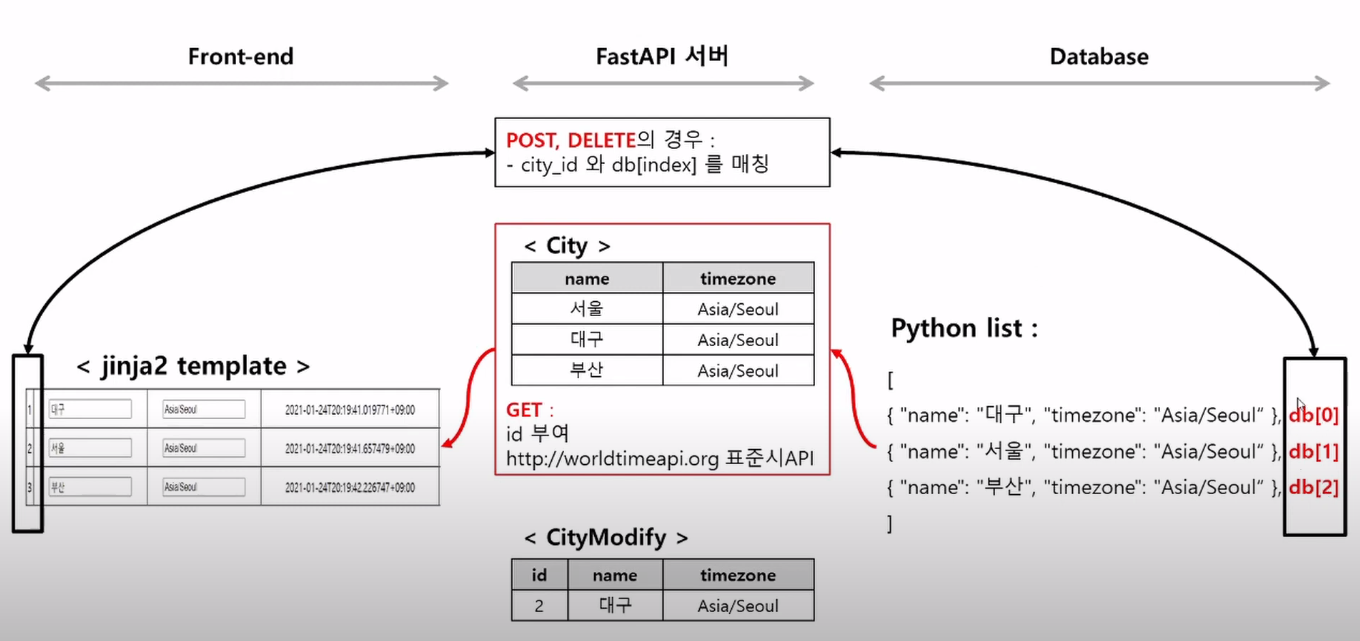 Front-end
FastAPI 서버
Database
POST, DELETE의 경우 :
- city_id 와 db[index] 를 매칭
< City >
name timezone
서울 Asia/Seoul
대구 Asia/Seoul
부산 Asia/Seoul
GET :
id 부여
http://worldtimeapi.org 표준시API
< jinja2 template >
1 대구 Asia/Seoul 2021-01-24T20:19:41.019771+09:00
2 서울 Asia/Seoul 2021-01-24T20:19:41.657479+09:00
3 부산 Asia/Seoul 2021-01-24T20:19:42.226747+09:00
Python list :
[
{ "name": "대구", "timezone": "Asia/Seoul“ }, db[0]
{ "name": "서울", "timezone": "Asia/Seoul“ }, db[1]
{ "name": "부산", "timezone": "Asia/Seoul“ }, db[2]
]
< CityModify >
id name timezone
2 대구 Asia/Seoul